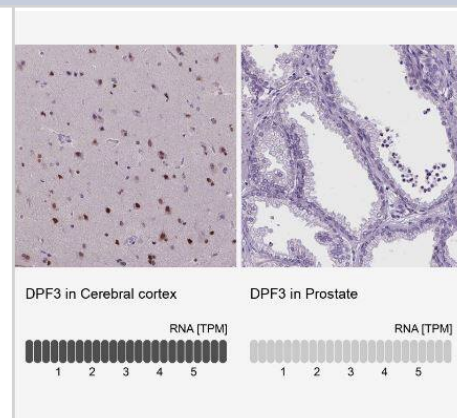 DPF3 in Cerebral cortex
RNA [TPM]
1 2 3 4 5
DPF3 in Prostate
RNA [TPM]
1 2 3 4 5